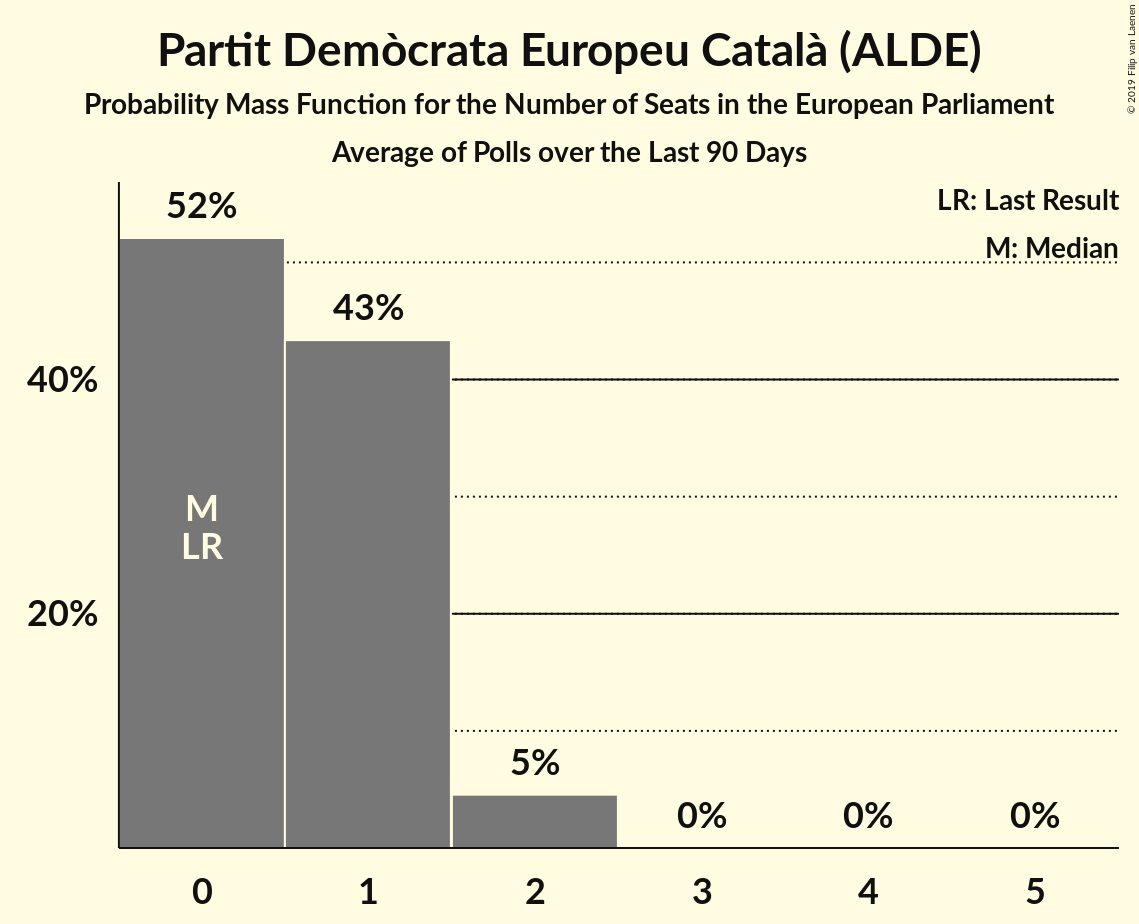 Partit Demòcrata Europeu Català (ALDE)
Probability Mass Function for the Number of Seats in the European Parliament
Average of Polls over the Last 90 Days
© 2019 Filip van Laenen
LR: Last Result
M: Median
52%
43%
40%
M
LR
20%
5%
0%
0%
0%
0
1
2
3
4
5